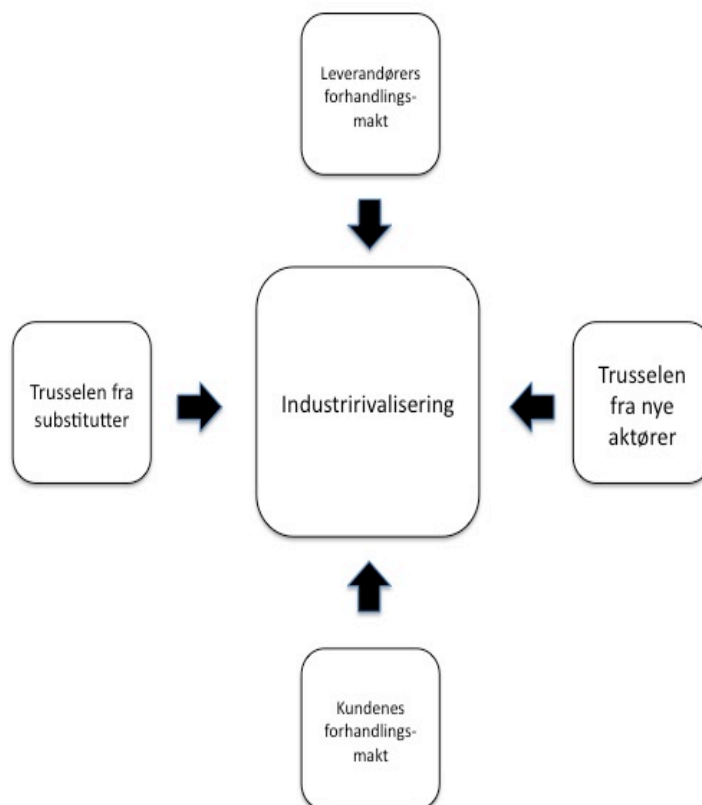 Leverandørers
forhandlings-
makt
Trusselen fra
substitutter
Industririvalisering
Trusselen
fra nye
aktører
Kundenes
forhandlings-
makt